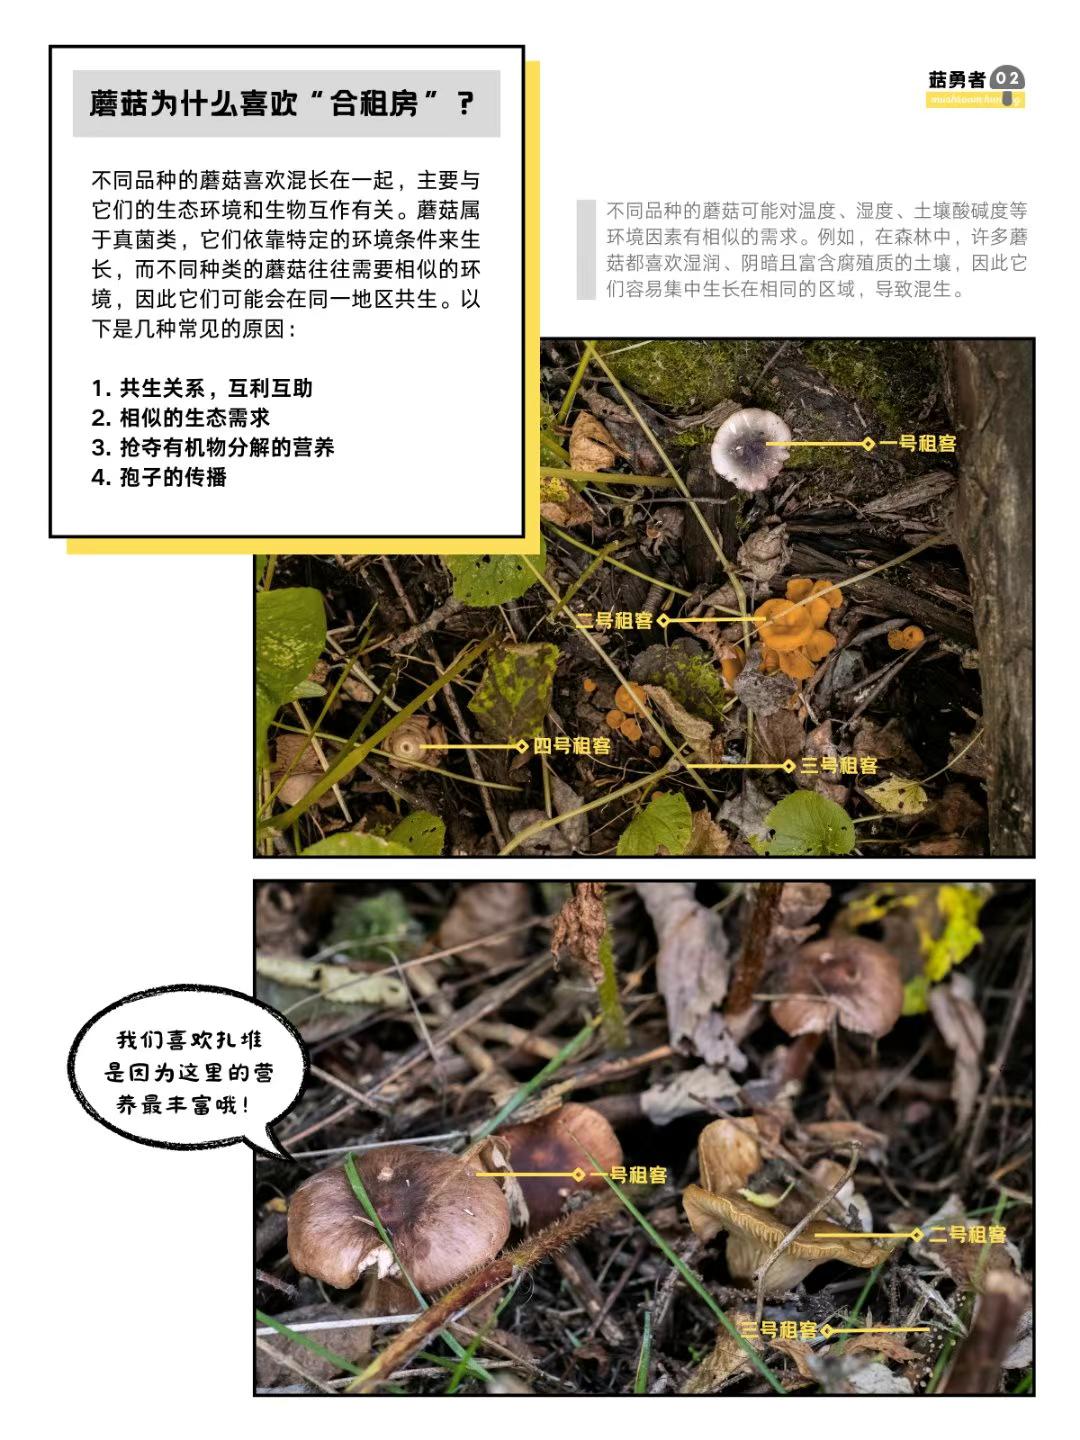 蘑菇为什么喜欢“合租房”？
不同品种的蘑菇喜欢混长在一起，主要与
它们的生态环境和生物互作有关。蘑菇属
于真菌类，它们依靠特定的环境条件来生
长，而不同种类的蘑菇往往需要相似的环
境，因此它们可能会在同一地区共生。以
下是几种常见的原因：
1. 共生关系，互利互助
2. 相似的生态需求
3. 抢夺有机物分解的营养
4. 孢子的传播
菇勇者 02
不同品种的蘑菇可能对温度、湿度、土壤酸碱度等
环境因素有相似的需求。例如，在森林中，许多蘑
菇都喜欢湿润、阴暗且富含腐殖质的土壤，因此它
们容易集中生长在相同的区域，导致混生。
一号租客
二号租客
四号租客
三号租客
我们喜欢扎堆
是因为这里的营
养最丰富哦！
一号租客
二号租客
三号租客